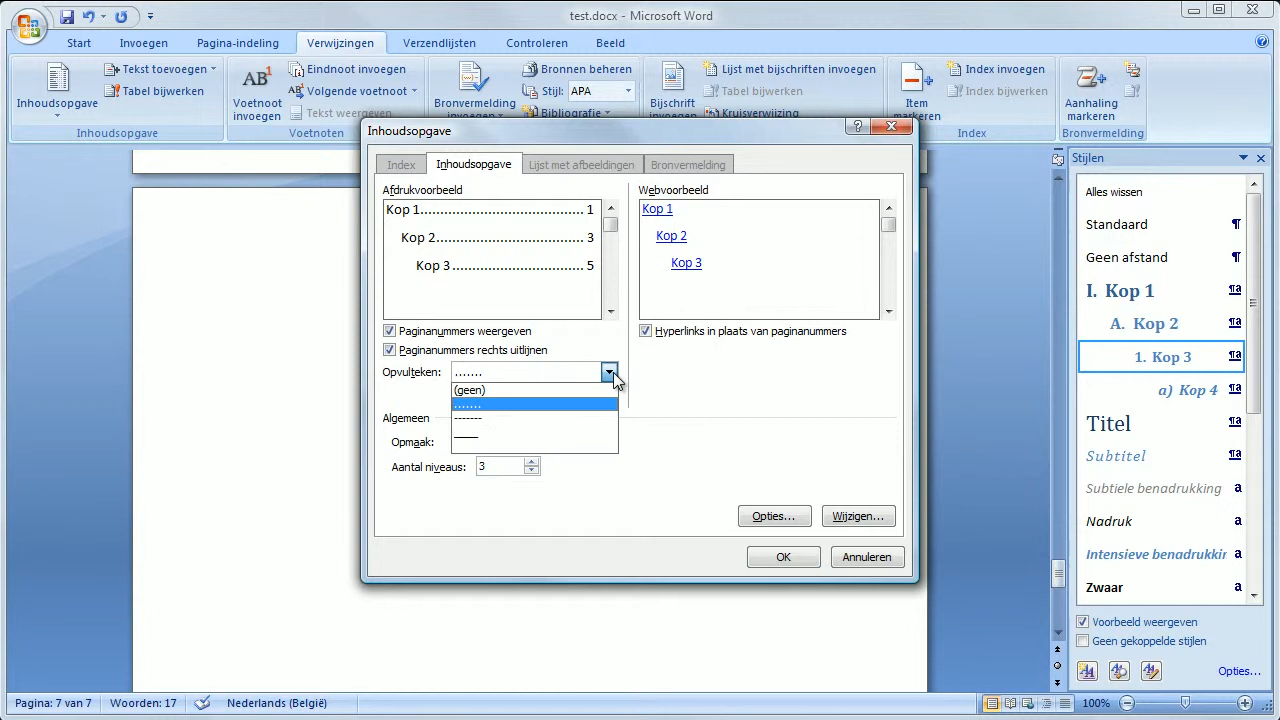 test.docx - Microsoft Word
Start Invoegen Pagina-indeling Verwijzingen Verzendlijsten Controleren Beeld
Inhoudsopgave
Tekst toevoegen
Tabel bijwerken
Inhoudsopgave
AB1
Voetnoot
invoegen
Eindnoot invoegen
Volgende voetnoot
Tekst weergeven
Voetnoten
Bronvermelding
invoegen
Bronnen beheren
Stijl: APA
Bibliografie
Bijschrift
invoegen
Lijst met bijschriften invoegen
Tabel bijwerken
Kruisverwijzing
Item
markeren
Index invoegen
Index bijwerken
Index
Aanhaling
markeren
Bronvermelding
Inhoudsopgave
Index Inhoudsopgave Lijst met afbeeldingen Bronvermelding
Afdrukvoorbeeld
Kop 1........................................ 1
Kop 2.................................... 3
Kop 3 ................................ 5
Paginanummers weergeven
Paginanummers rechts uitlijnen
Opvulteken: .......
(geen)
.......
-------
____
Algemeen
Opmaak:
Aantal niveaus: 3
Webvoorbeeld
Kop 1
Kop 2
Kop 3
Hyperlinks in plaats van paginanummers
Opties... Wijzigen...
OK Annuleren
Stijlen
Alles wissen
Standaard ¶
Geen afstand ¶
I. Kop 1 ¶a
A. Kop 2 ¶a
1. Kop 3 ¶a
a) Kop 4 ¶a
Titel ¶a
Subtitel ¶a
Subtiele benadrukking a
Nadruk a
Intensieve benadrukkin a
Zwaar a
Voorbeeld weergeven
Geen gekoppelde stijlen
Opties...
Pagina: 7 van 7 Woorden: 17 Nederlands (België) 100%